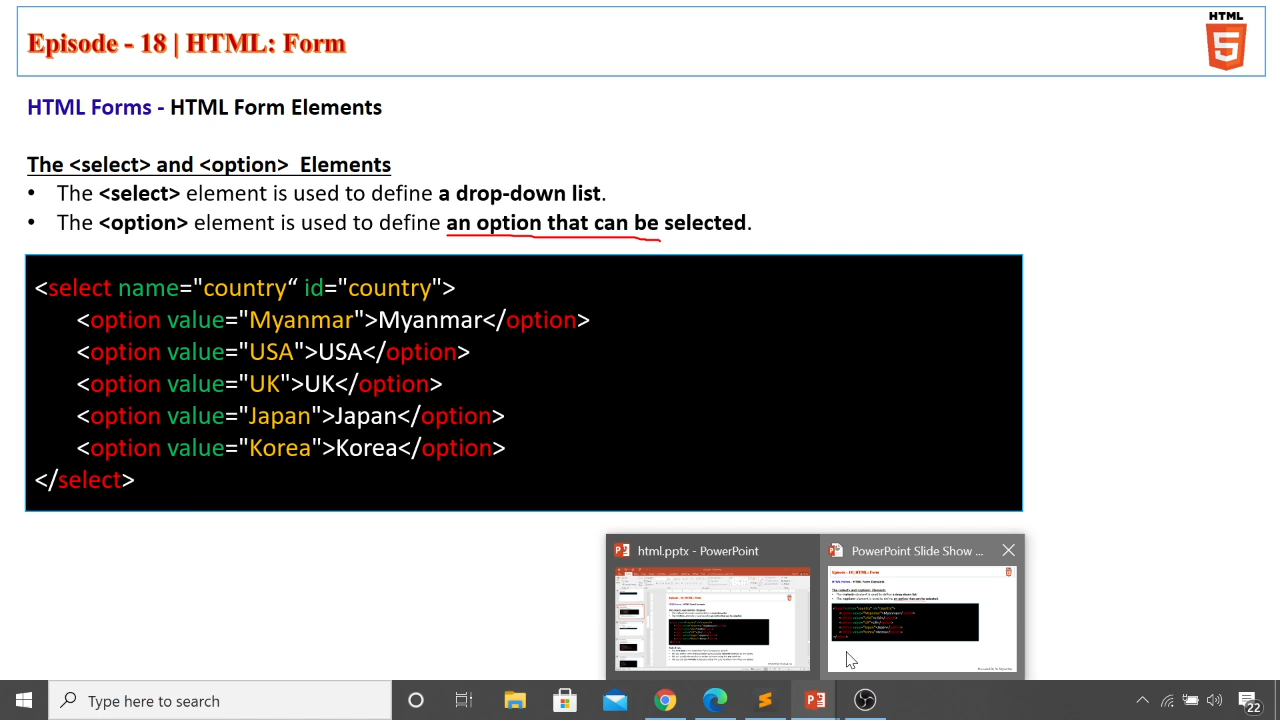 Episode - 18 | HTML: Form
HTML
5
HTML Forms - HTML Form Elements
The <select> and <option>  Elements
• The <select> element is used to define a drop-down list.
• The <option> element is used to define an option that can be selected.
<select name="country“ id="country">
<option value="Myanmar">Myanmar</option>
<option value="USA">USA</option>
<option value="UK">UK</option>
<option value="Japan">Japan</option>
<option value="Korea">Korea</option>
</select>
html.pptx - PowerPoint
PowerPoint Slide Show ...
Type here to search
22